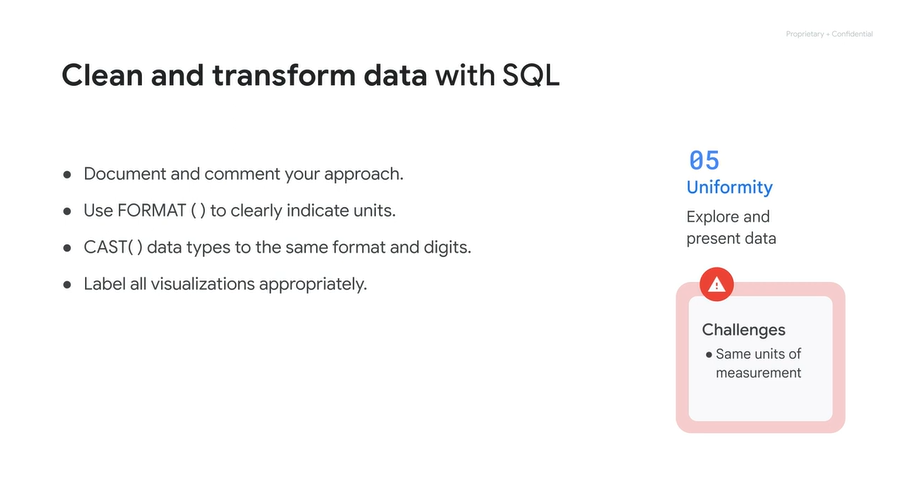 Proprietary + Confidential
Clean and transform data with SQL
● Document and comment your approach.
● Use FORMAT ( ) to clearly indicate units.
● CAST( ) data types to the same format and digits.
● Label all visualizations appropriately.
05
Uniformity
Explore and
present data
Challenges
● Same units of
measurement